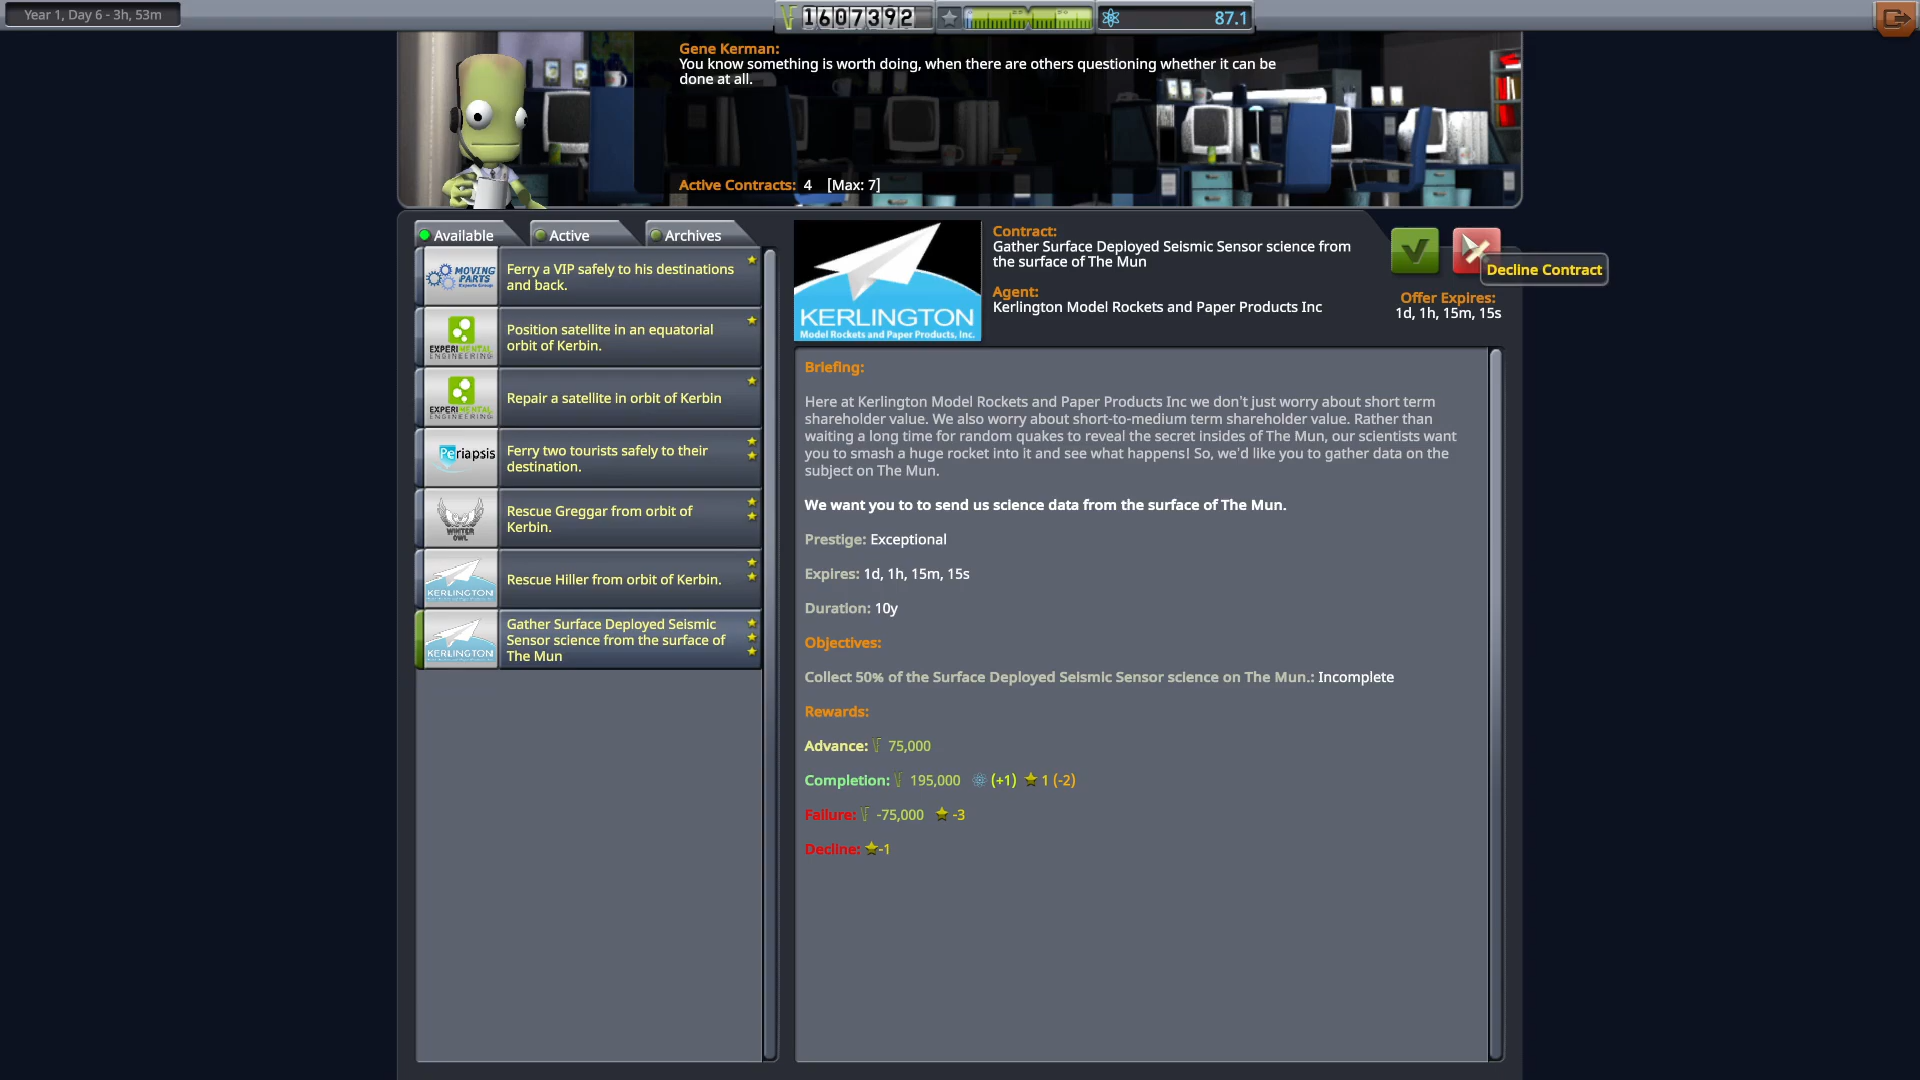 Year 1, Day 6 - 3h, 53m
1607392
87.1
Gene Kerman:
You know something is worth doing, when there are others questioning whether it can be
done at all.
Active Contracts: 4 [Max: 7]
Available
Active
Archives
MOVING
PARTS
Experts Group
Ferry a VIP safely to his destinations
and back.
EXPERIMENTAL
ENGINEERING
Position satellite in an equatorial
orbit of Kerbin.
EXPERIMENTAL
ENGINEERING
Repair a satellite in orbit of Kerbin
Periapsis
Ferry two tourists safely to their
destination.
WINTER
OWL
Rescue Greggar from orbit of
Kerbin.
KERLINGTON
Rescue Hiller from orbit of Kerbin.
KERLINGTON
Gather Surface Deployed Seismic
Sensor science from the surface of
The Mun
KERLINGTON
Model Rockets and Paper Products, Inc.
Contract:
Gather Surface Deployed Seismic Sensor science from
the surface of The Mun
Agent:
Kerlington Model Rockets and Paper Products Inc
Decline Contract
Offer Expires:
1d, 1h, 15m, 15s
Briefing:
Here at Kerlington Model Rockets and Paper Products Inc we don't just worry about short term
shareholder value. We also worry about short-to-medium term shareholder value. Rather than
waiting a long time for random quakes to reveal the secret insides of The Mun, our scientists want
you to smash a huge rocket into it and see what happens! So, we'd like you to gather data on the
subject on The Mun.
We want you to to send us science data from the surface of The Mun.
Prestige: Exceptional
Expires: 1d, 1h, 15m, 15s
Duration: 10y
Objectives:
Collect 50% of the Surface Deployed Seismic Sensor science on The Mun.: Incomplete
Rewards:
Advance: 75,000
Completion: 195,000 (+1) 1 (-2)
Failure: -75,000 -3
Decline: -1